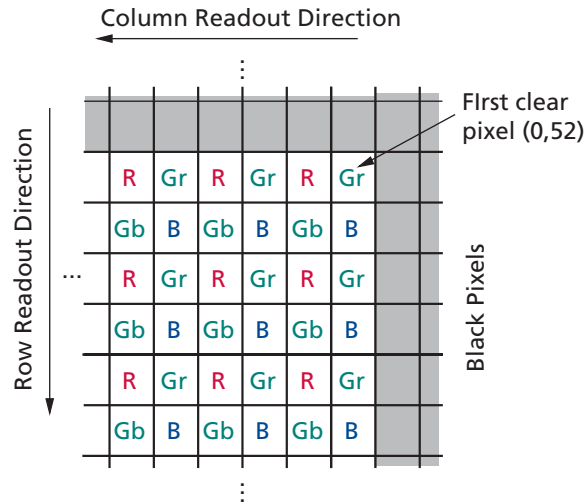 Column Readout Direction
...
FIrst clear
pixel (0,52)
Row Readout Direction
R Gr R Gr R Gr
Gb B Gb B Gb B
...
R Gr R Gr R Gr
Gb B Gb B Gb B
R Gr R Gr R Gr
Gb B Gb B Gb B
Black Pixels
...